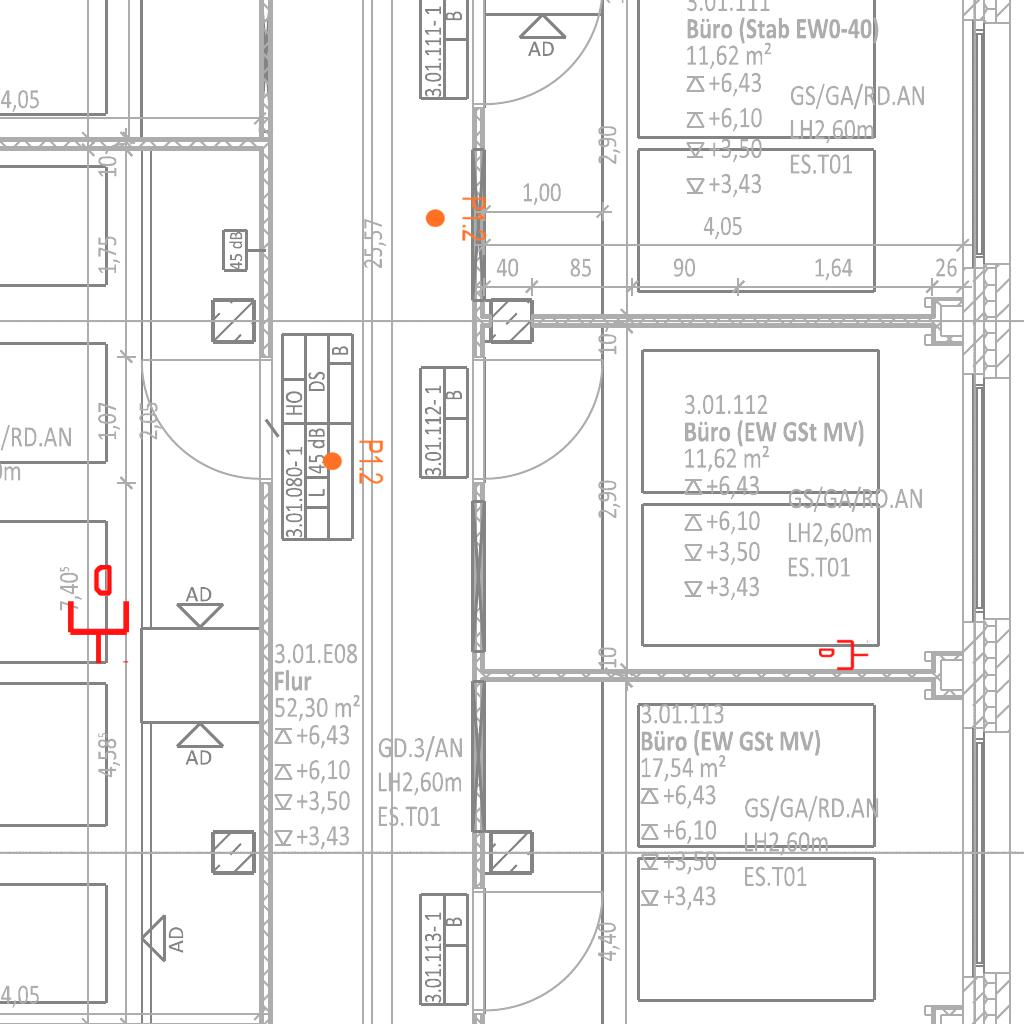 3.01.111
Büro (Stab EW0-40)
11,62 m²
+6,43
+6,10
+3,50
+3,43
GS/GA/RD.AN
LH2,60m
ES.T01
3.01.111- 1
B
AD
4,05
10
1,75
45 dB
25,57
P1.2
2,90
1,00
4,05
40
85
90
1,64
26
10
B
DS
HO
3.01.080- 1
45 dB
L
P1.2
3.01.112- 1
B
3.01.112
Büro (EW GSt MV)
11,62 m²
+6,43
+6,10
+3,50
+3,43
GS/GA/RD.AN
LH2,60m
ES.T01
/RD.AN
0m
1,07
2,05
2,90
7,40⁵
AD
AD
3.01.E08
Flur
52,30 m²
+6,43
+6,10
+3,50
+3,43
GD.3/AN
LH2,60m
ES.T01
10
3.01.113
Büro (EW GSt MV)
17,54 m²
+6,43
+6,10
+3,50
+3,43
GS/GA/RD.AN
LH2,60m
ES.T01
4,58⁵
AD
3.01.113- 1
B
4,40
4,05